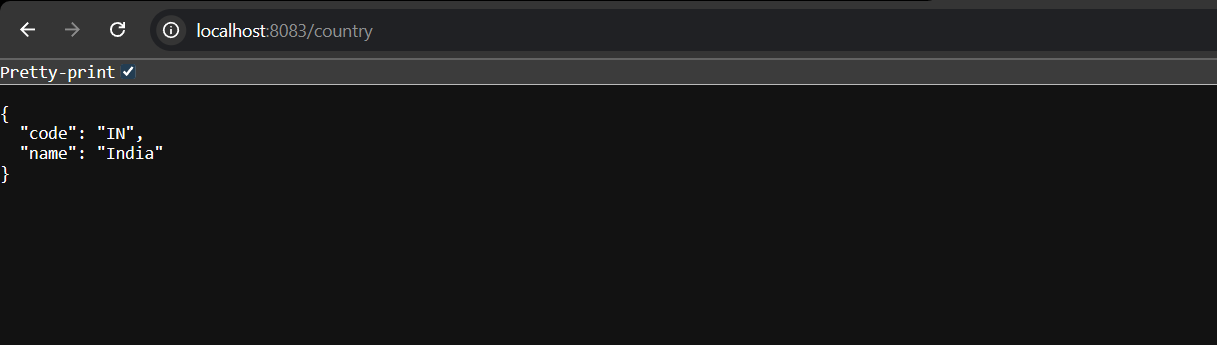 localhost:8083/country
Pretty-print
{
  "code": "IN",
  "name": "India"
}